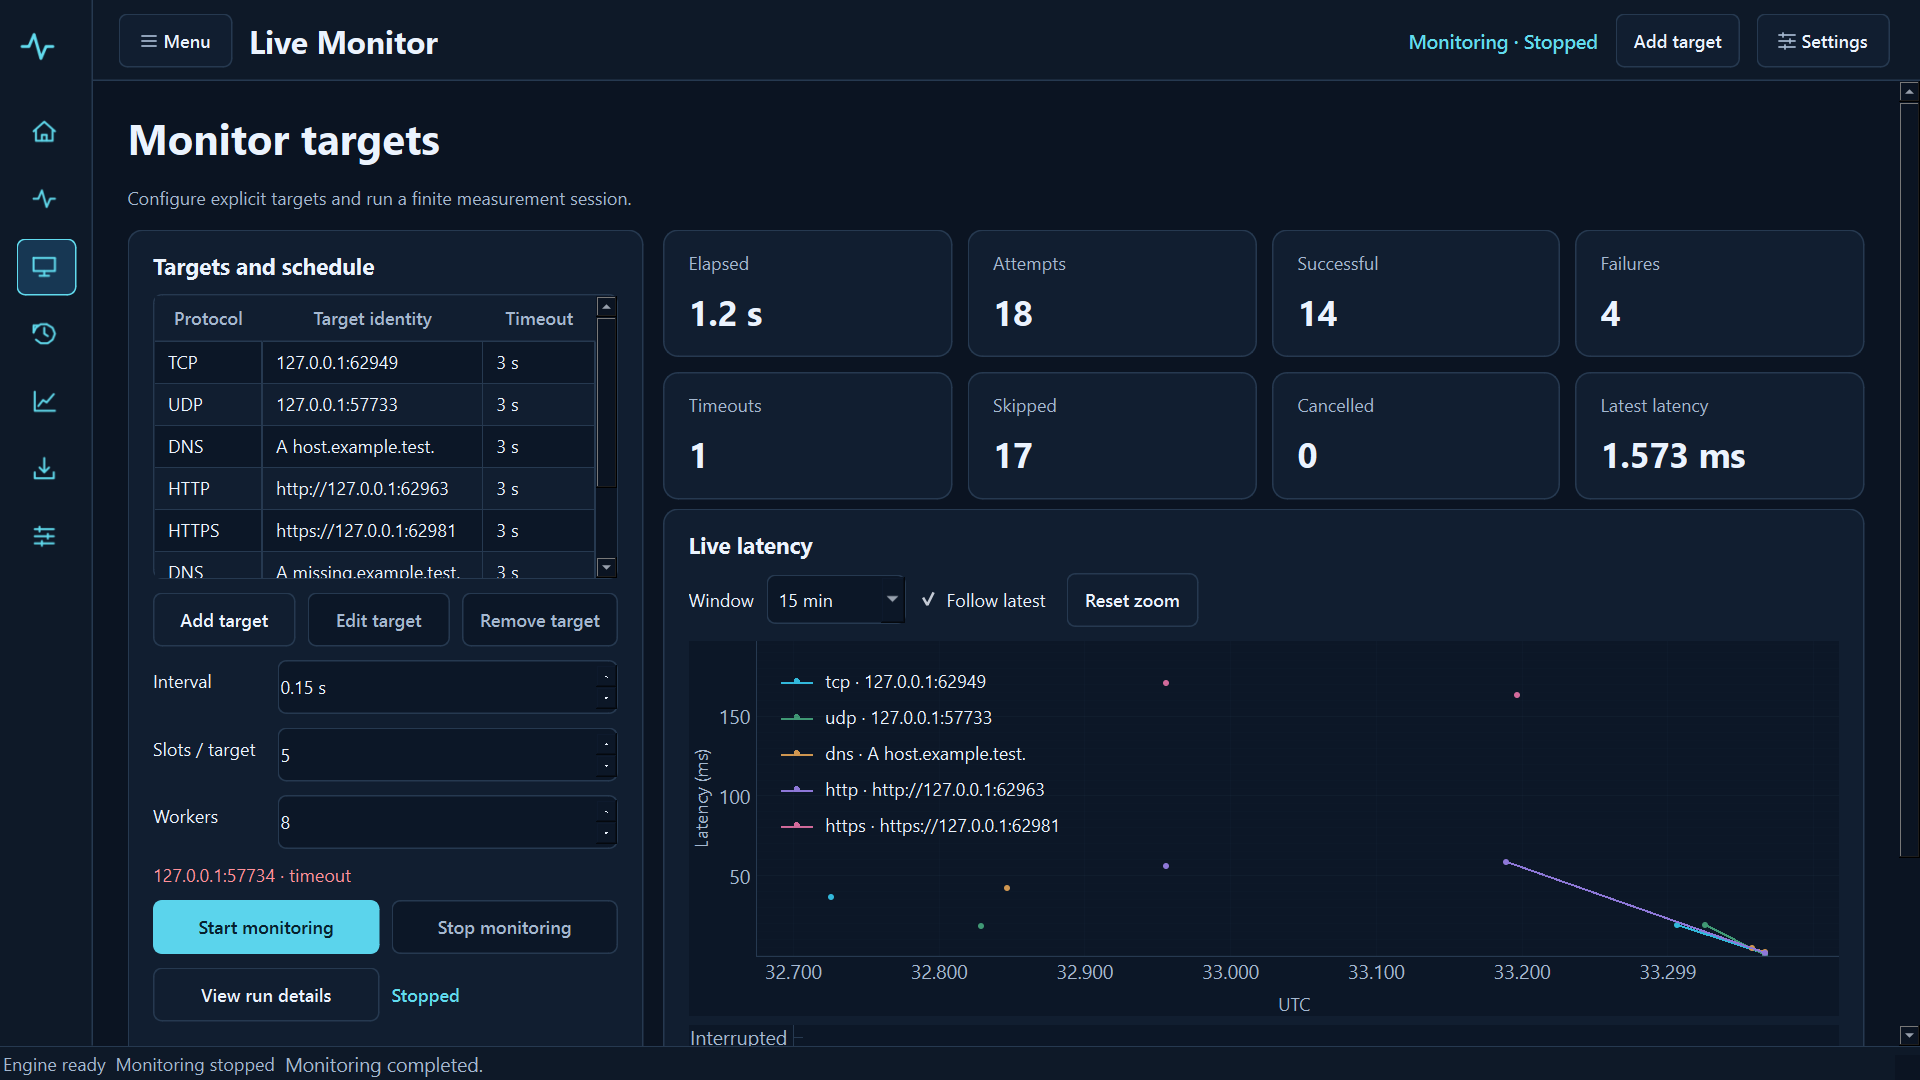 Menu
Live Monitor
Monitoring · Stopped
Add target
Settings
Monitor targets
Configure explicit targets and run a finite measurement session.
Targets and schedule
Protocol Target identity Timeout
TCP 127.0.0.1:62949 3 s
UDP 127.0.0.1:57733 3 s
DNS A host.example.test. 3 s
HTTP http://127.0.0.1:62963 3 s
HTTPS https://127.0.0.1:62981 3 s
DNS A missing.example.test. 3 s
Add target
Edit target
Remove target
Interval 0.15 s
Slots / target 5
Workers 8
127.0.0.1:57734 · timeout
Start monitoring
Stop monitoring
View run details
Stopped
Elapsed
1.2 s
Attempts
18
Successful
14
Failures
4
Timeouts
1
Skipped
17
Cancelled
0
Latest latency
1.573 ms
Live latency
Window 15 min Follow latest Reset zoom
tcp · 127.0.0.1:62949
udp · 127.0.0.1:57733
dns · A host.example.test.
http · http://127.0.0.1:62963
https · https://127.0.0.1:62981
Latency (ms)
150
100
50
32.700 32.800 32.900 33.000 33.100 33.200 33.299
UTC
Interrupted
Engine ready Monitoring stopped Monitoring completed.